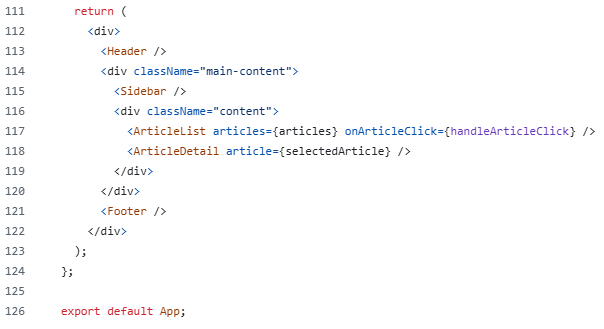 111 return (
112 <div>
113 <Header />
114 <div className="main-content">
115 <Sidebar />
116 <div className="content">
117 <ArticleList articles={articles} onArticleClick={handleArticleClick} />
118 <ArticleDetail article={selectedArticle} />
119 </div>
120 </div>
121 <Footer />
122 </div>
123 );
124 };
125
126 export default App;